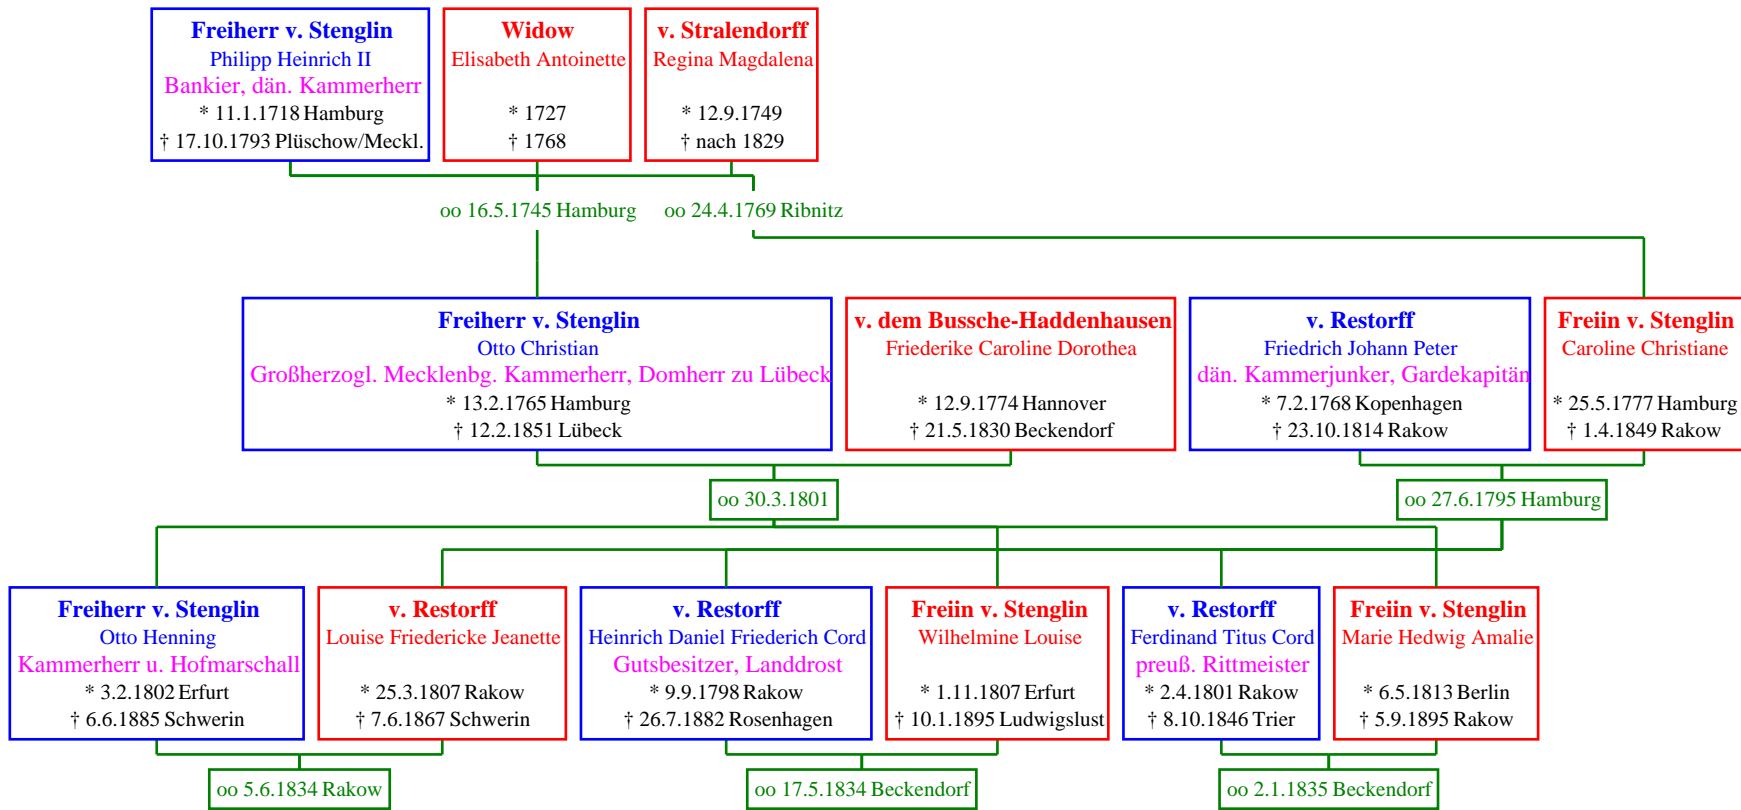 Freiherr v. Stenglin
Philipp Heinrich II
Bankier, dän. Kammerherr
* 11.1.1718 Hamburg
† 17.10.1793 Plüschow/Meckl.
Widow
Elisabeth Antoinette
* 1727
† 1768
v. Stralendorff
Regina Magdalena
* 12.9.1749
† nach 1829
oo 16.5.1745 Hamburg
oo 24.4.1769 Ribnitz
Freiherr v. Stenglin
Otto Christian
Großherzogl. Mecklenbg. Kammerherr, Domherr zu Lübeck
* 13.2.1765 Hamburg
† 12.2.1851 Lübeck
v. dem Bussche-Haddenhausen
Friederike Caroline Dorothea
* 12.9.1774 Hannover
† 21.5.1830 Beckendorf
v. Restorff
Friedrich Johann Peter
dän. Kammerjunker, Gardekapitän
* 7.2.1768 Kopenhagen
† 23.10.1814 Rakow
Freiin v. Stenglin
Caroline Christiane
* 25.5.1777 Hamburg
† 1.4.1849 Rakow
oo 30.3.1801
oo 27.6.1795 Hamburg
Freiherr v. Stenglin
Otto Henning
Kammerherr u. Hofmarschall
* 3.2.1802 Erfurt
† 6.6.1885 Schwerin
v. Restorff
Louise Friedericke Jeanette
* 25.3.1807 Rakow
† 7.6.1867 Schwerin
v. Restorff
Heinrich Daniel Friederich Cord
Gutsbesitzer, Landdrost
* 9.9.1798 Rakow
† 26.7.1882 Rosenhagen
Freiin v. Stenglin
Wilhelmine Louise
* 1.11.1807 Erfurt
† 10.1.1895 Ludwigslust
v. Restorff
Ferdinand Titus Cord
preuß. Rittmeister
* 2.4.1801 Rakow
† 8.10.1846 Trier
Freiin v. Stenglin
Marie Hedwig Amalie
* 6.5.1813 Berlin
† 5.9.1895 Rakow
oo 5.6.1834 Rakow
oo 17.5.1834 Beckendorf
oo 2.1.1835 Beckendorf